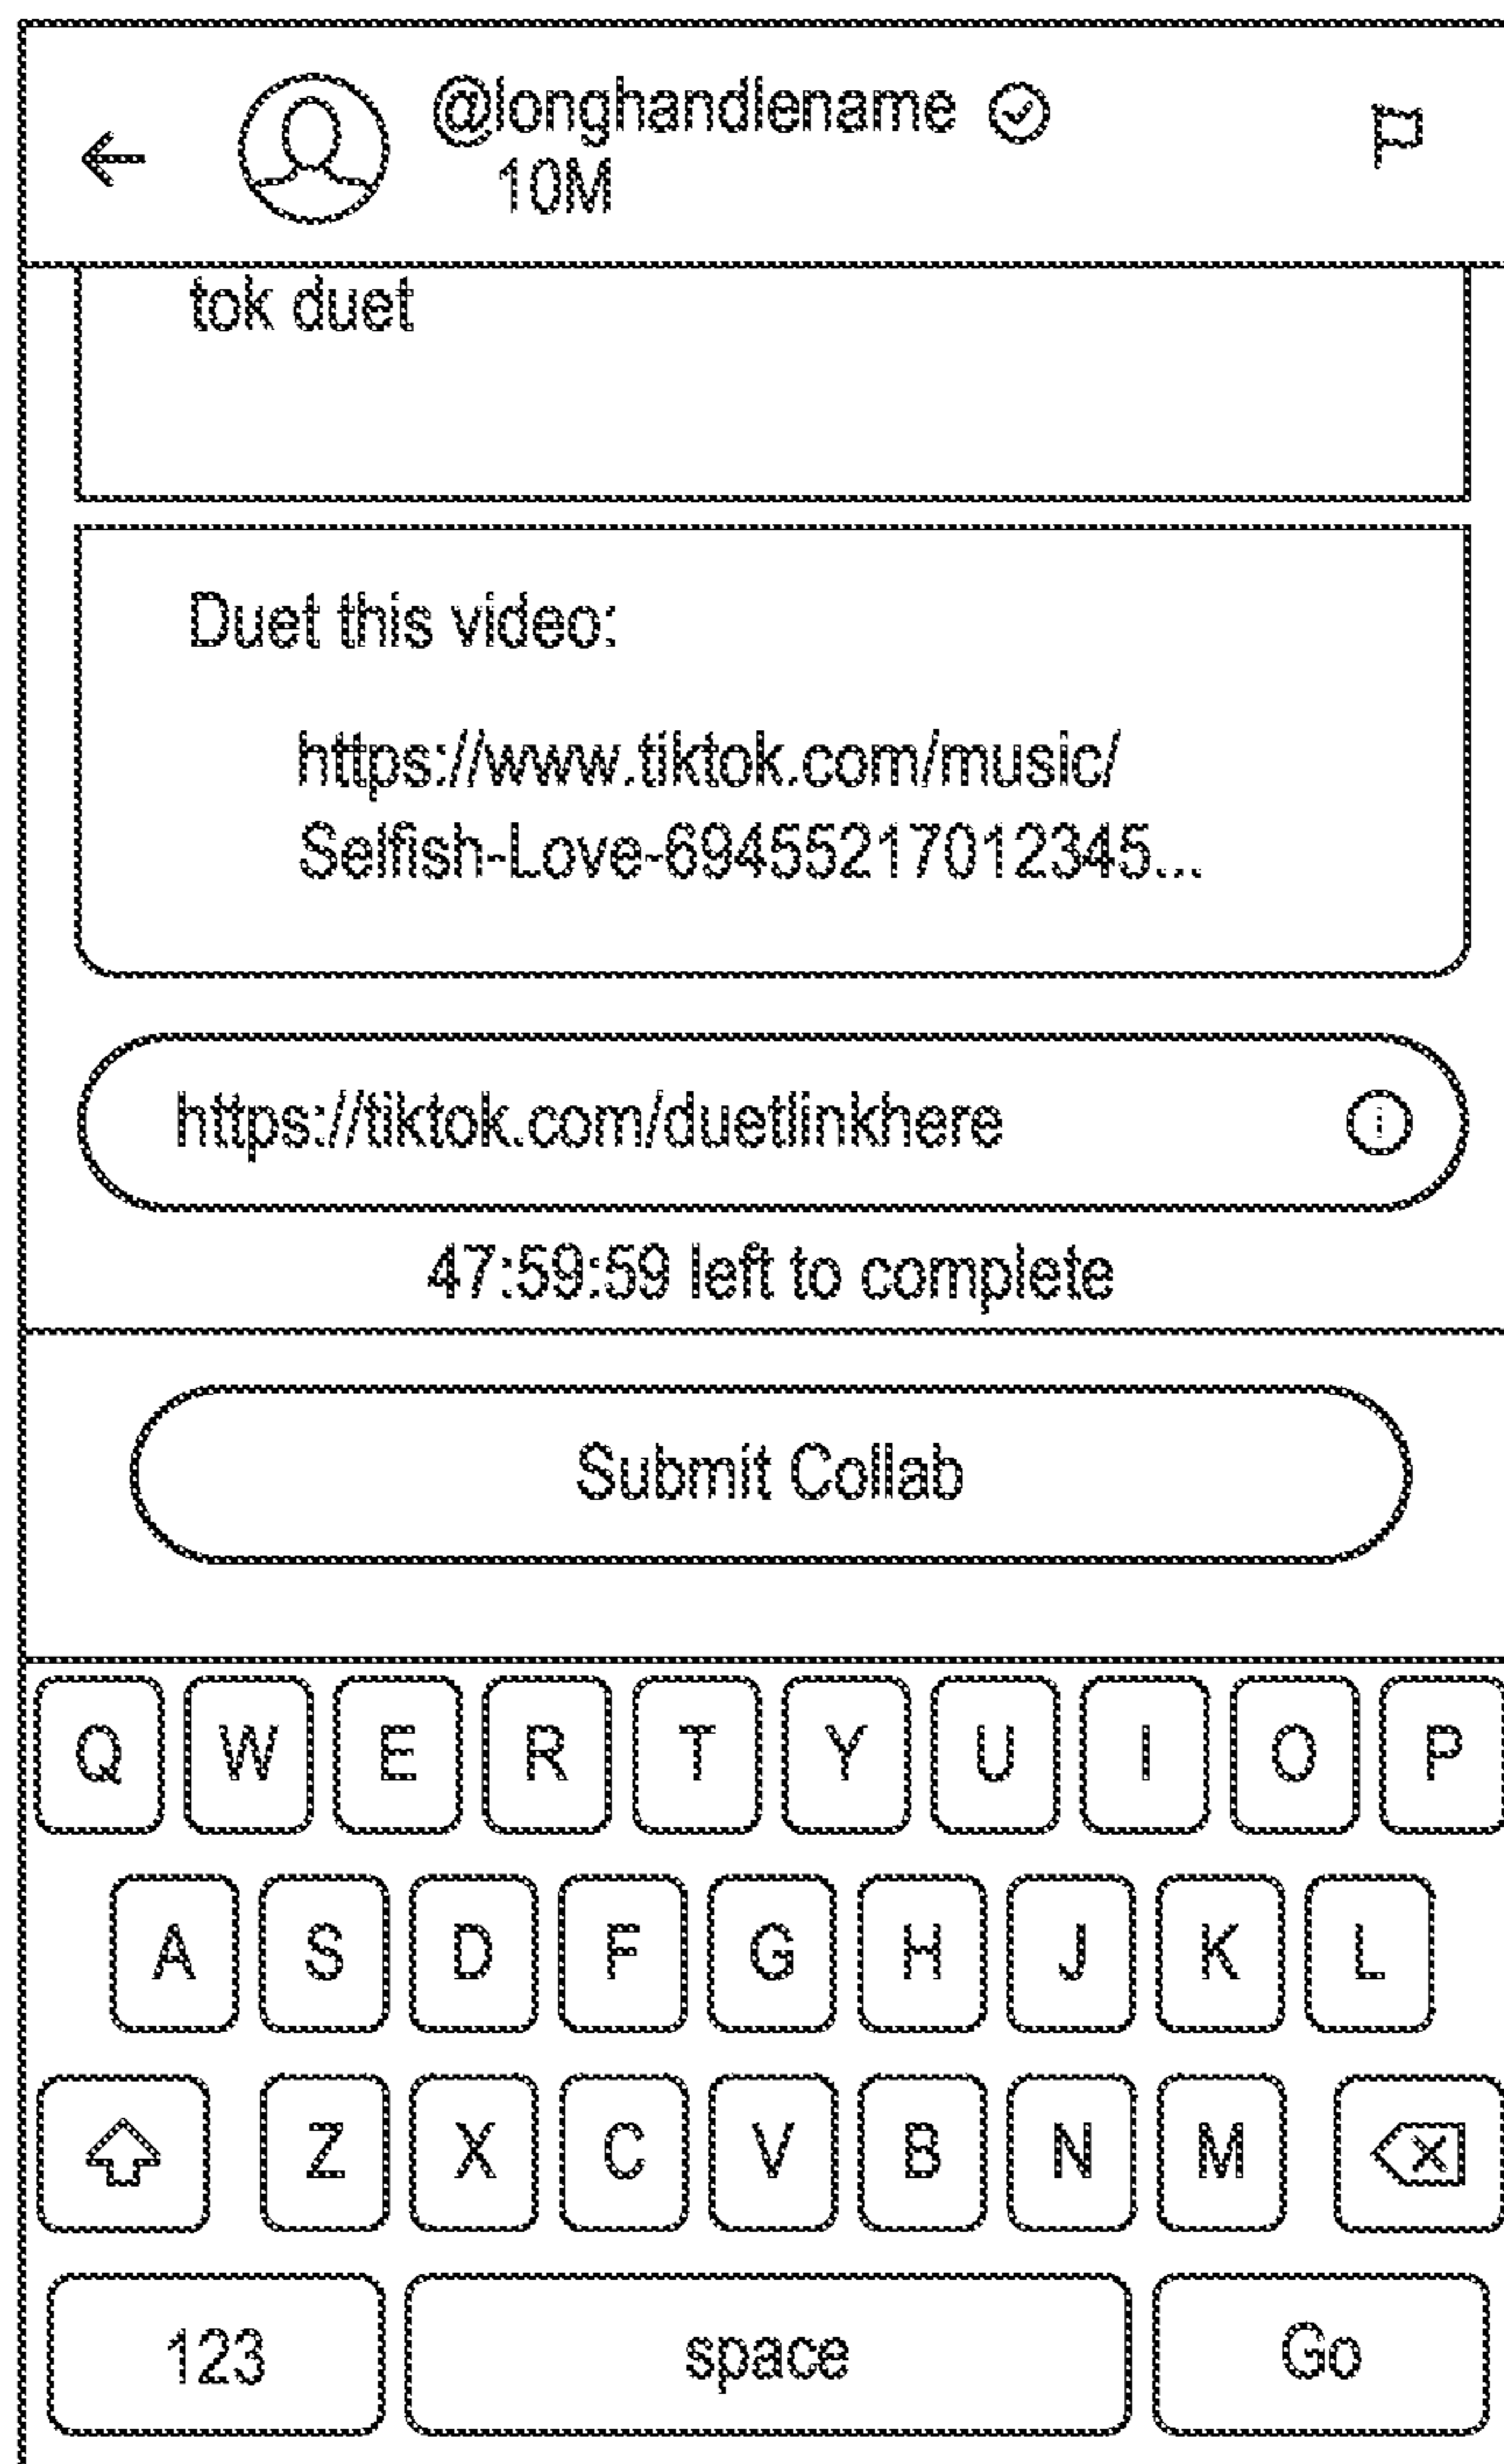 @longhandlename
10M
tok duet
Duet this video:
https://www.tiktok.com/music/
Selfish-Love-69455217012345...
https://tiktok.com/duetlinkhere
47:59:59 left to complete
Submit Collab
Q W E R T Y U I O P
A S D F G H J K L
Z X C V B N M
123 space Go